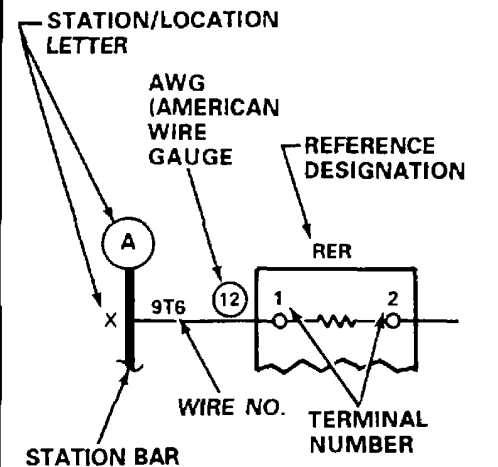 STATION/LOCATION
LETTER
AWG
(AMERICAN
WIRE
GAUGE
REFERENCE
DESIGNATION
RER
A
12
9T6
1
2
X
WIRE NO.
TERMINAL
NUMBER
STATION BAR